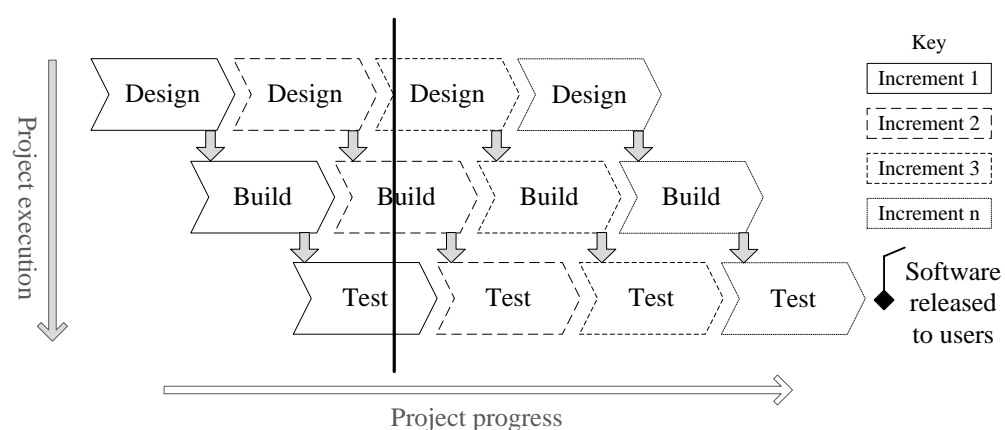 Key
Design
Design
Design
Design
Increment 1
Increment 2
Increment 3
Increment n
Build
Build
Build
Build
Test
Test
Test
Test
Software
released
to users
Project execution
Project progress